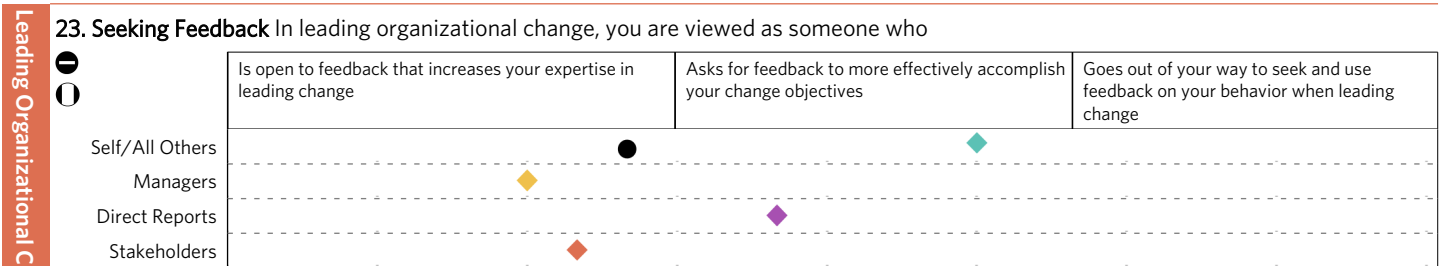 Leading Organizational C
23. Seeking Feedback In leading organizational change, you are viewed as someone who
Is open to feedback that increases your expertise in
leading change
Asks for feedback to more effectively accomplish
your change objectives
Goes out of your way to seek and use
feedback on your behavior when leading
change
Self/All Others
Managers
Direct Reports
Stakeholders